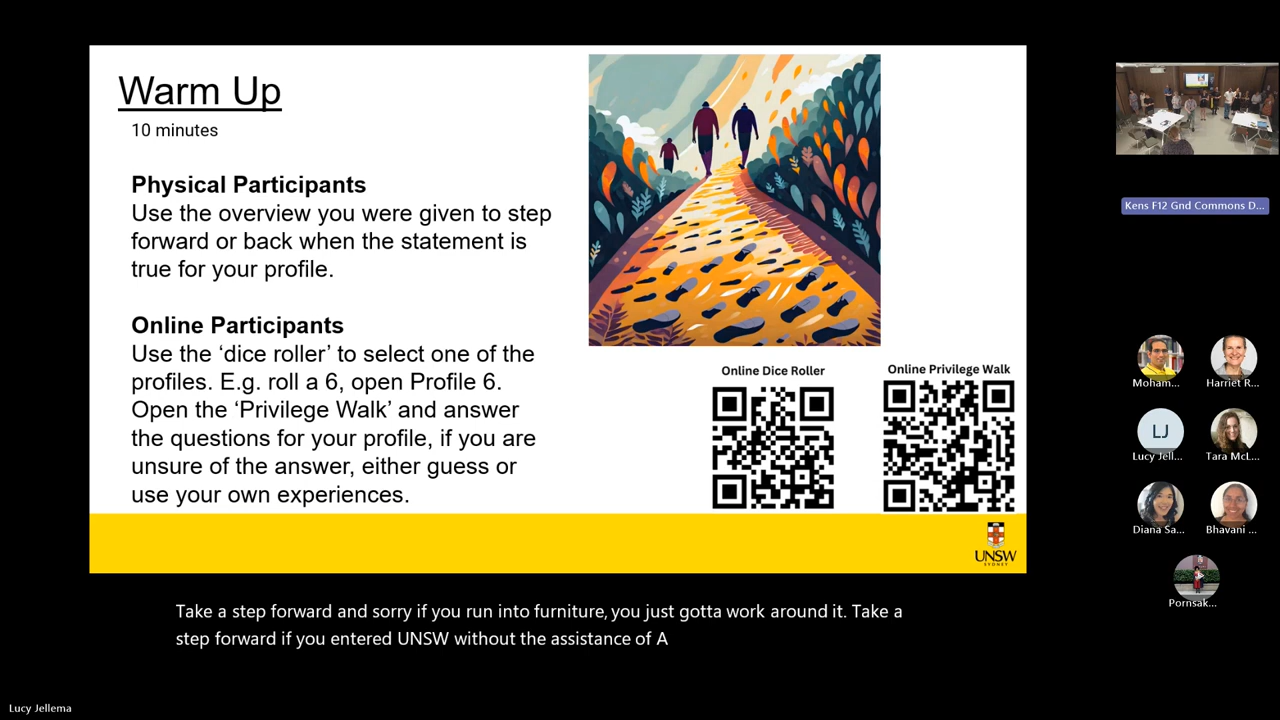 Warm Up
10 minutes
Physical Participants
Use the overview you were given to step
forward or back when the statement is
true for your profile.
Online Participants
Use the ‘dice roller’ to select one of the
profiles. E.g. roll a 6, open Profile 6.
Open the ‘Privilege Walk’ and answer
the questions for your profile, if you are
unsure of the answer, either guess or
use your own experiences.
Online Dice Roller
Online Privilege Walk
UNSW
SYDNEY
Kens F12 Gnd Commons D...
Moham...
Harriet R...
LJ
Lucy Jell...
Tara McL...
Diana Sa...
Bhavani ...
Pornsak...
Take a step forward and sorry if you run into furniture, you just gotta work around it. Take a
step forward if you entered UNSW without the assistance of A
Lucy Jellema